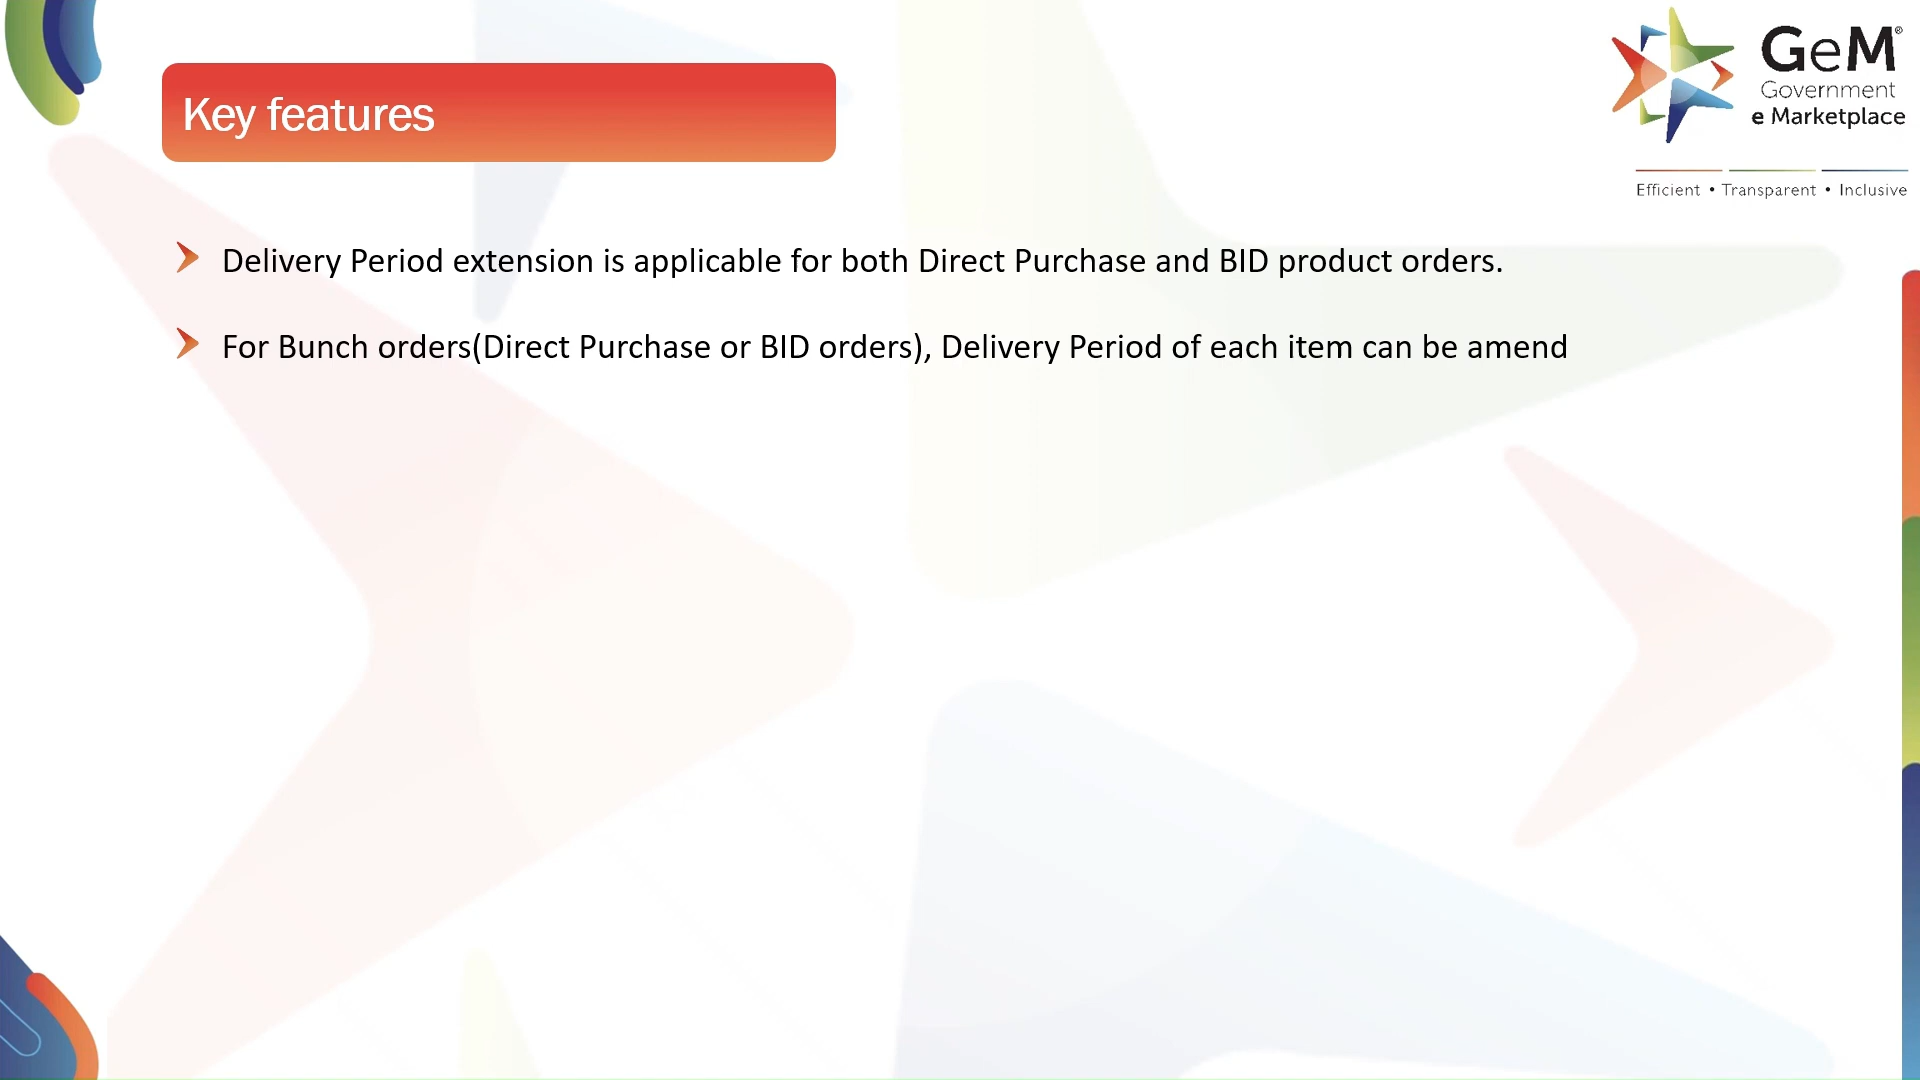 Key features
GeM®
Government
e Marketplace
Efficient • Transparent • Inclusive
Delivery Period extension is applicable for both Direct Purchase and BID product orders.
For Bunch orders(Direct Purchase or BID orders), Delivery Period of each item can be amend